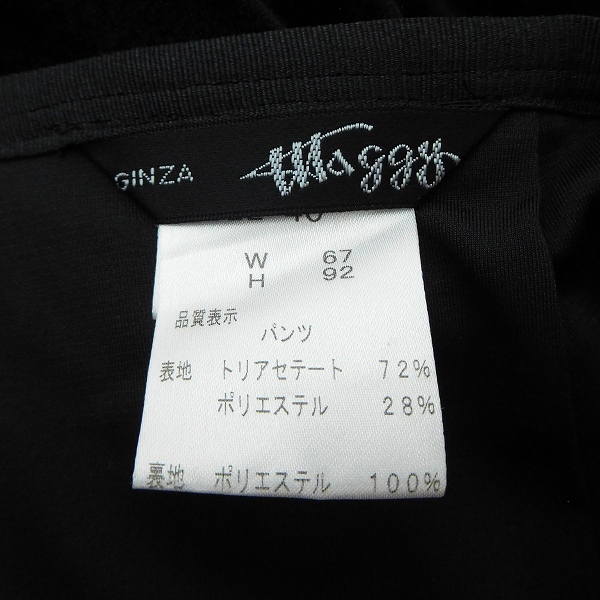 GINZA Maggy
40
W 67
H 92
品質表示
パンツ
表地 トリアセテート 72%
ポリエステル 28%
裏地 ポリエステル 100%